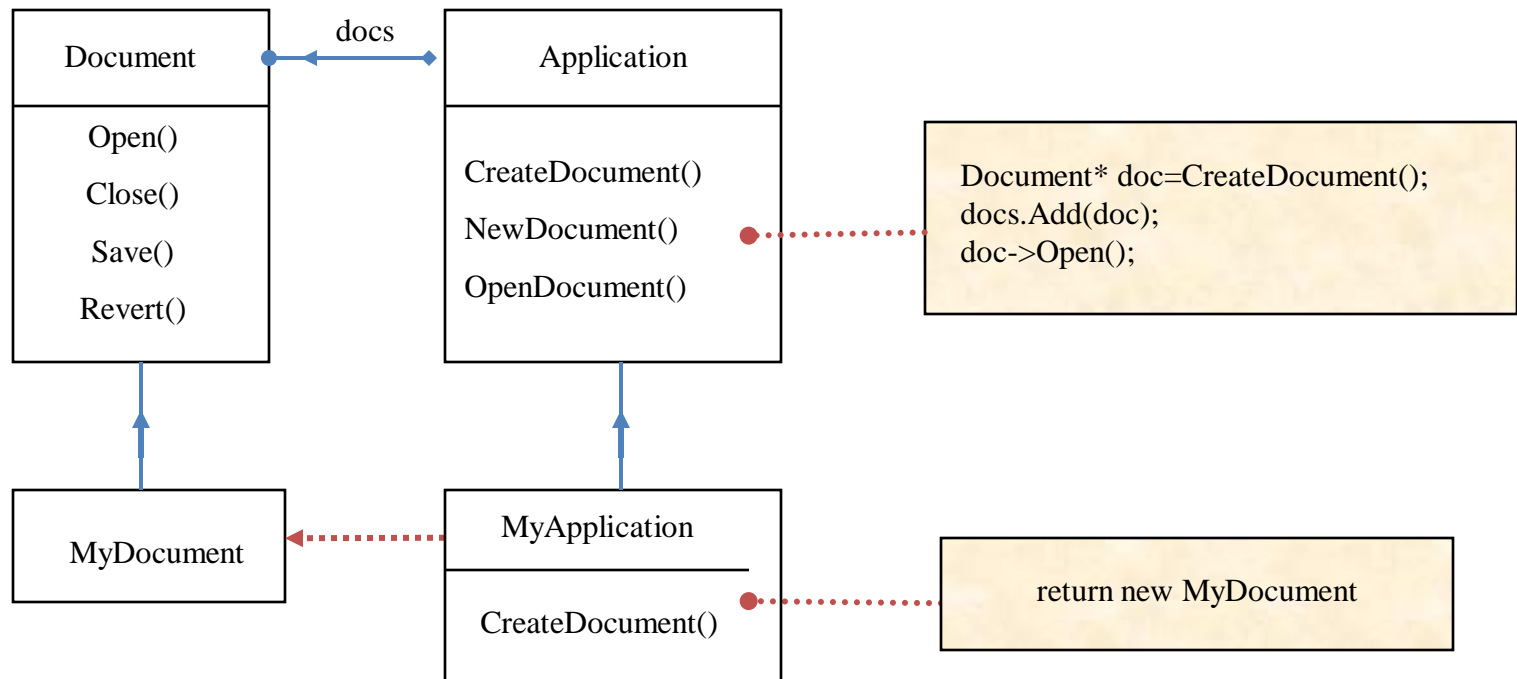 docs
Document
Application
Open()
Close()
Save()
Revert()
CreateDocument()
NewDocument()
OpenDocument()
Document* doc=CreateDocument();
docs.Add(doc);
doc->Open();
MyDocument
MyApplication
CreateDocument()
return new MyDocument